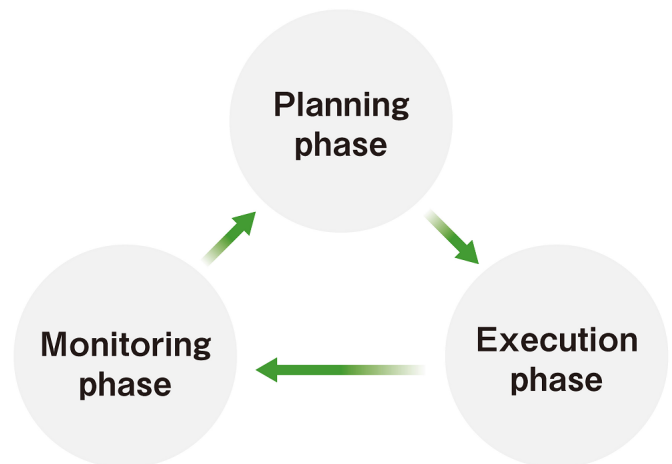 Planning
phase
Monitoring
phase
Execution
phase